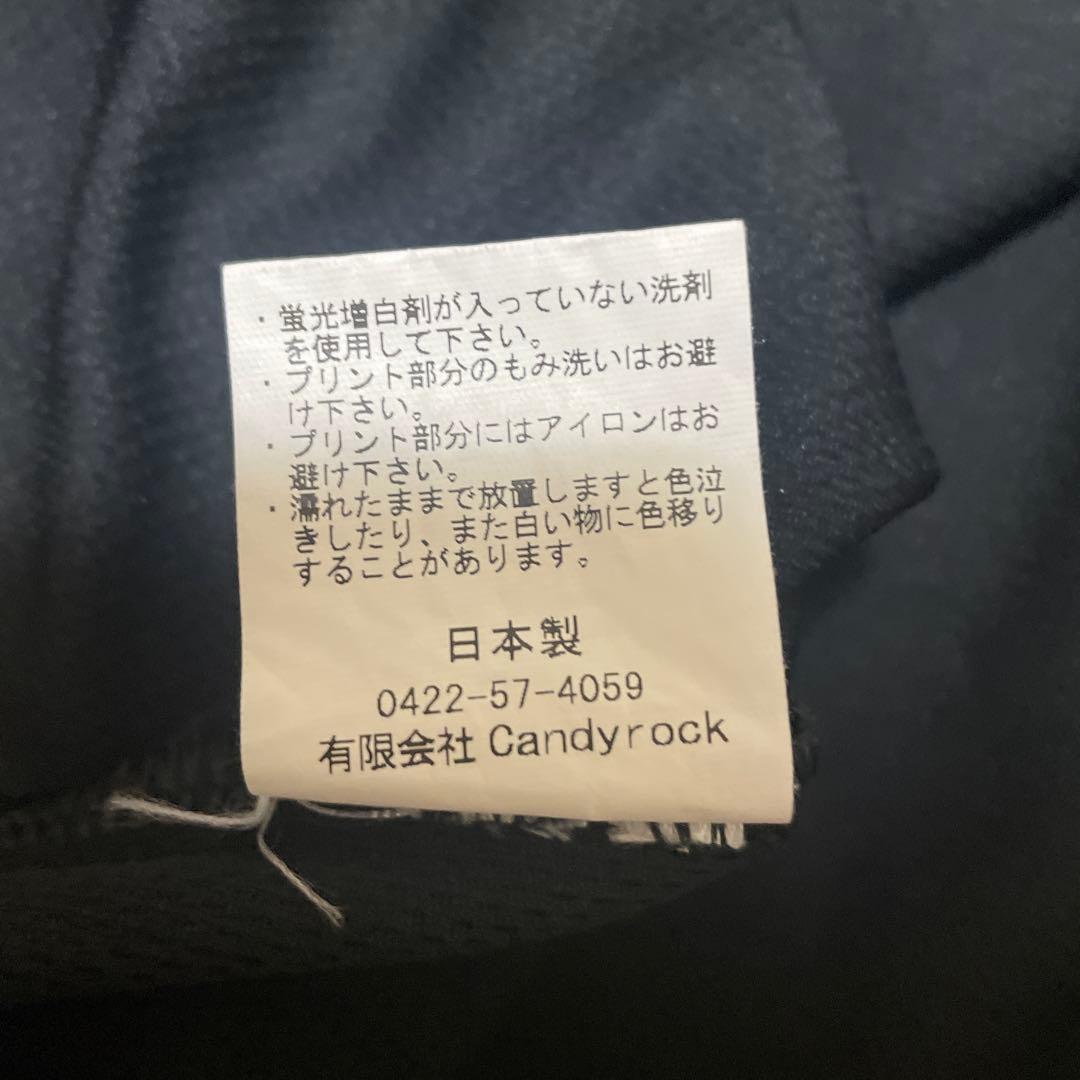 ・蛍光増白剤が入っていない洗剤
を使用して下さい。
・プリント部分のもみ洗いはお避
け下さい。
・プリント部分にはアイロンはお
避け下さい。
・濡れたままで放置しますと色泣
きしたり、また白い物に色移り
することがあります。
日本製
0422-57-4059
有限会社 Candyrock